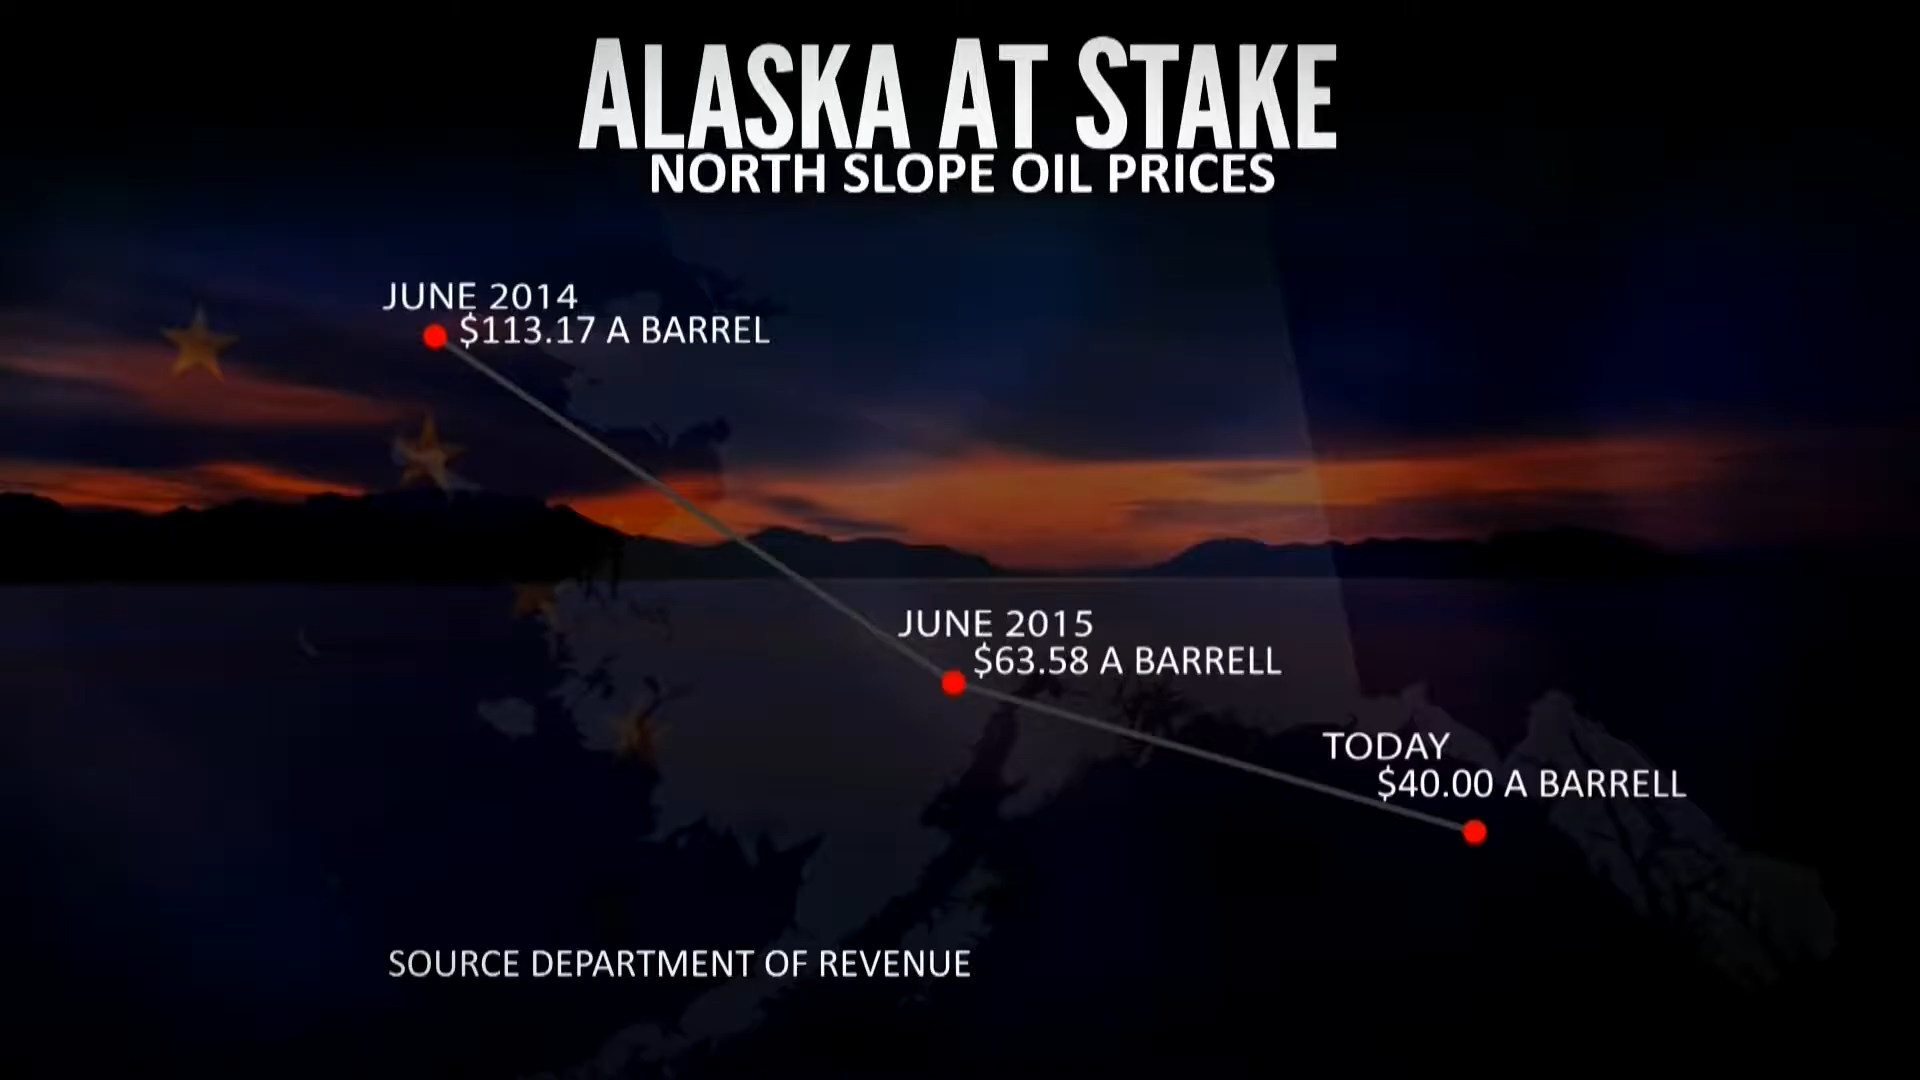 ALASKA AT STAKE
NORTH SLOPE OIL PRICES
JUNE 2014
$113.17 A BARREL
JUNE 2015
$63.58 A BARRELL
TODAY
$40.00 A BARRELL
SOURCE DEPARTMENT OF REVENUE